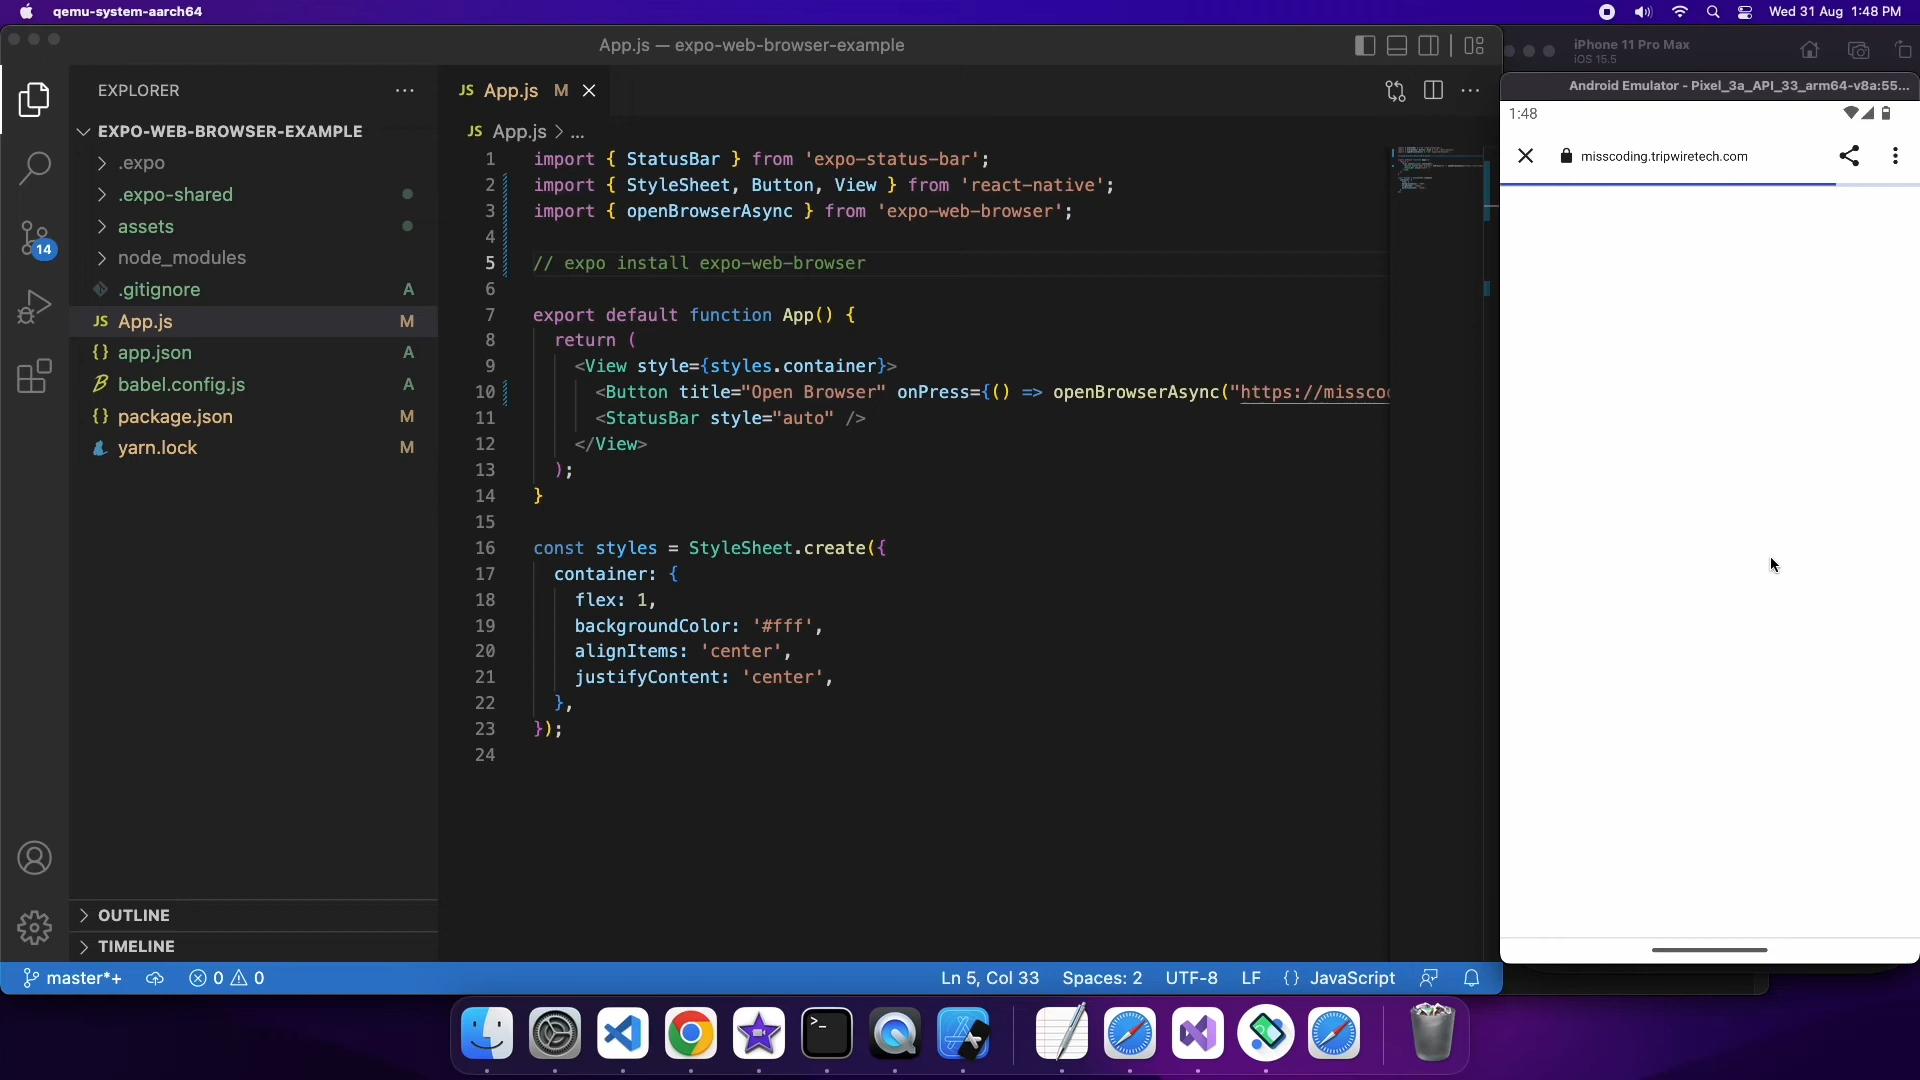 qemu-system-aarch64
Wed 31 Aug 1:48 PM
App.js — expo-web-browser-example
iPhone 11 Pro Max
iOS 15.5
Android Emulator - Pixel_3a_API_33_arm64-v8a:55...
EXPLORER
EXPO-WEB-BROWSER-EXAMPLE
.expo
.expo-shared
assets
node_modules
.gitignore A
JS App.js M
{} app.json A
babel.config.js A
{} package.json M
yarn.lock M
14
OUTLINE
TIMELINE
JS App.js M
JS App.js > ...
1 import { StatusBar } from 'expo-status-bar';
2 import { StyleSheet, Button, View } from 'react-native';
3 import { openBrowserAsync } from 'expo-web-browser';
4
5 // expo install expo-web-browser
6
7 export default function App() {
8 return (
9 <View style={styles.container}>
10 <Button title="Open Browser" onPress={() => openBrowserAsync("https://missco
11 <StatusBar style="auto" />
12 </View>
13 );
14 }
15
16 const styles = StyleSheet.create({
17 container: {
18 flex: 1,
19 backgroundColor: '#fff',
20 alignItems: 'center',
21 justifyContent: 'center',
22 },
23 });
24
1:48
misscoding.tripwiretech.com
master*+ 0 0
Ln 5, Col 33 Spaces: 2 UTF-8 LF {} JavaScript